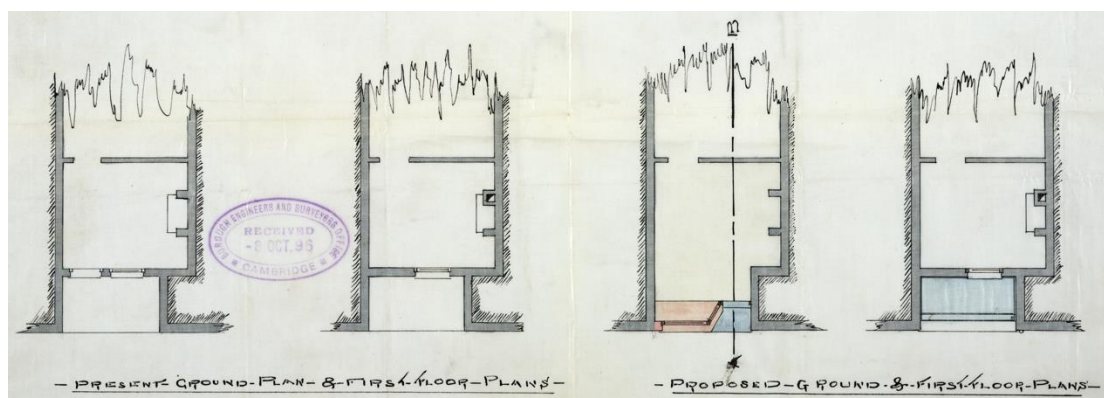 B
BOROUGH ENGINEERS AND SURVEYORS OFFICE
RECEIVED
-8 OCT. 96
CAMBRIDGE
A
- PRESENT - GROUND - PLAN - & - FIRST - FLOOR - PLANS -
- PROPOSED - GROUND - & - FIRST - FLOOR - PLANS -